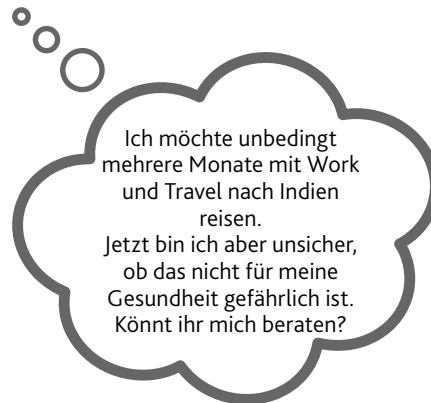 Ich möchte unbedingt
mehrere Monate mit Work
und Travel nach Indien
reisen.
Jetzt bin ich aber unsicher,
ob das nicht für meine
Gesundheit gefährlich ist.
Könnt ihr mich beraten?